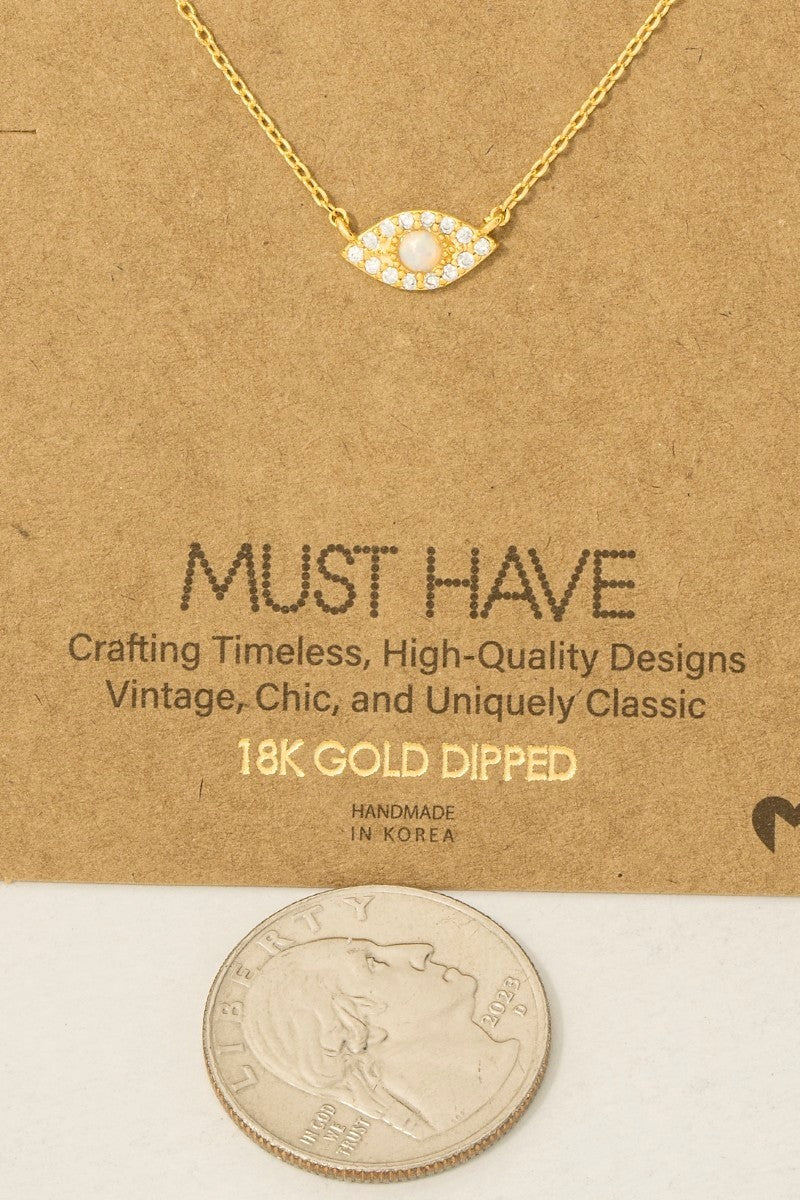 MUST HAVE
Crafting Timeless, High-Quality Designs
Vintage, Chic, and Uniquely Classic
18K GOLD DIPPED
HANDMADE
IN KOREA
M
LIBERTY
2023
D
IN GOD
WE
TRUST